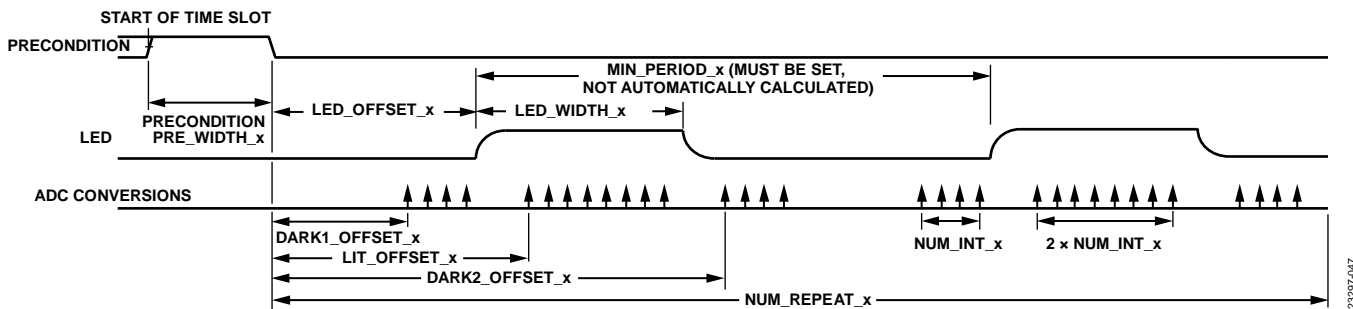 START OF TIME SLOT
PRECONDITION
MIN_PERIOD_x (MUST BE SET,
NOT AUTOMATICALLY CALCULATED)
LED_OFFSET_x
LED_WIDTH_x
PRECONDITION
PRE_WIDTH_x
LED
ADC CONVERSIONS
DARK1_OFFSET_x
NUM_INT_x
2 × NUM_INT_x
LIT_OFFSET_x
DARK2_OFFSET_x
NUM_REPEAT_x
23297-047